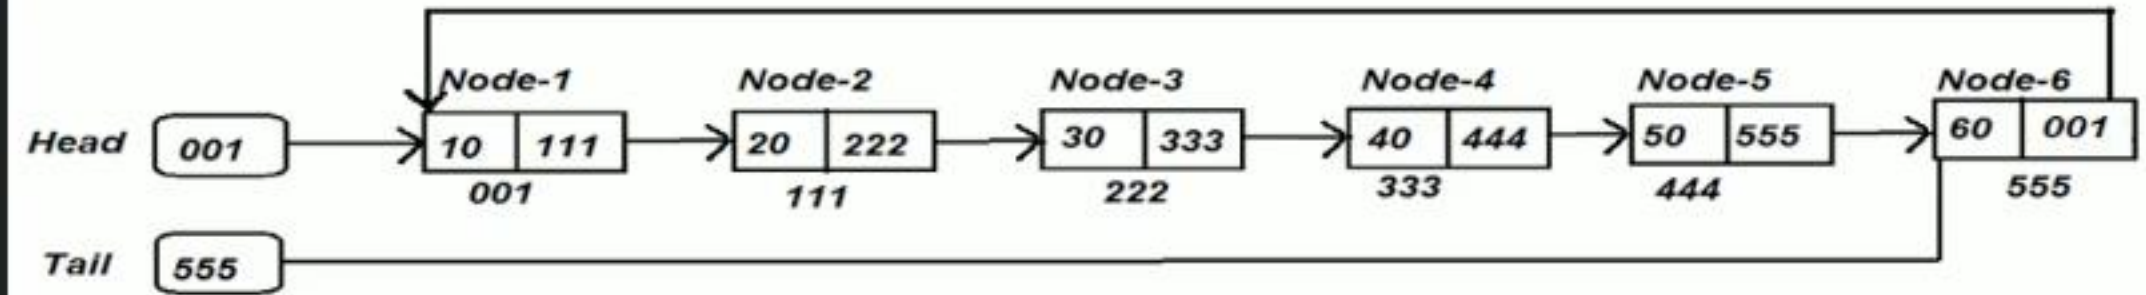 Node-1 Node-2 Node-3 Node-4 Node-5 Node-6
Head 001 10 111 20 222 30 333 40 444 50 555 60 001
001 111 222 333 444 555
Tail 555